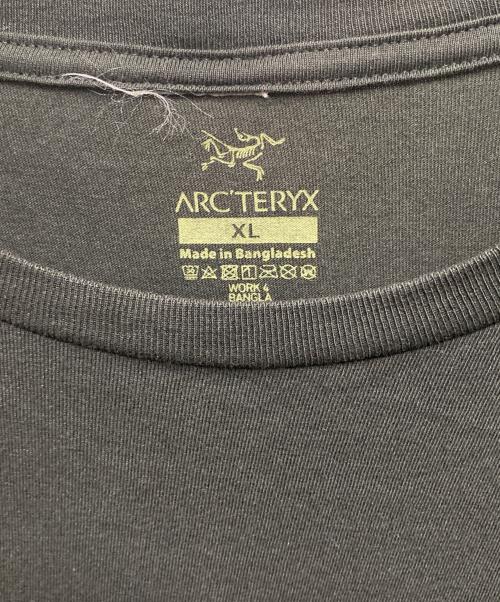 ARC'TERYX
XL
Made in Bangladesh
WORK 4
BANGLA